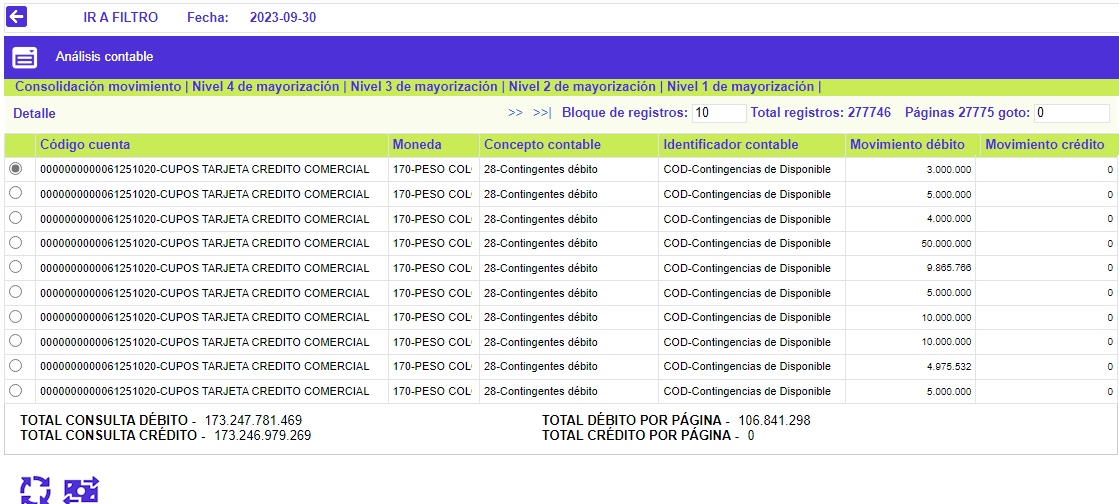 IR A FILTRO Fecha: 2023-09-30
Análisis contable
Consolidación movimiento | Nivel 4 de mayorización | Nivel 3 de mayorización | Nivel 2 de mayorización | Nivel 1 de mayorización |
Detalle >> >>| Bloque de registros: 10 Total registros: 277746 Páginas 27775 goto: 0
Código cuenta Moneda Concepto contable Identificador contable Movimiento débito Movimiento crédito
0000000000061251020-CUPOS TARJETA CREDITO COMERCIAL 170-PESO COL 28-Contingentes débito COD-Contingencias de Disponible 3.000.000 0
0000000000061251020-CUPOS TARJETA CREDITO COMERCIAL 170-PESO COL 28-Contingentes débito COD-Contingencias de Disponible 5.000.000 0
0000000000061251020-CUPOS TARJETA CREDITO COMERCIAL 170-PESO COL 28-Contingentes débito COD-Contingencias de Disponible 4.000.000 0
0000000000061251020-CUPOS TARJETA CREDITO COMERCIAL 170-PESO COL 28-Contingentes débito COD-Contingencias de Disponible 50.000.000 0
0000000000061251020-CUPOS TARJETA CREDITO COMERCIAL 170-PESO COL 28-Contingentes débito COD-Contingencias de Disponible 9.865.766 0
0000000000061251020-CUPOS TARJETA CREDITO COMERCIAL 170-PESO COL 28-Contingentes débito COD-Contingencias de Disponible 5.000.000 0
0000000000061251020-CUPOS TARJETA CREDITO COMERCIAL 170-PESO COL 28-Contingentes débito COD-Contingencias de Disponible 10.000.000 0
0000000000061251020-CUPOS TARJETA CREDITO COMERCIAL 170-PESO COL 28-Contingentes débito COD-Contingencias de Disponible 10.000.000 0
0000000000061251020-CUPOS TARJETA CREDITO COMERCIAL 170-PESO COL 28-Contingentes débito COD-Contingencias de Disponible 4.975.532 0
0000000000061251020-CUPOS TARJETA CREDITO COMERCIAL 170-PESO COL 28-Contingentes débito COD-Contingencias de Disponible 5.000.000 0
TOTAL CONSULTA DÉBITO - 173.247.781.469 TOTAL DÉBITO POR PÁGINA - 106.841.298
TOTAL CONSULTA CRÉDITO - 173.246.979.269 TOTAL CRÉDITO POR PÁGINA - 0